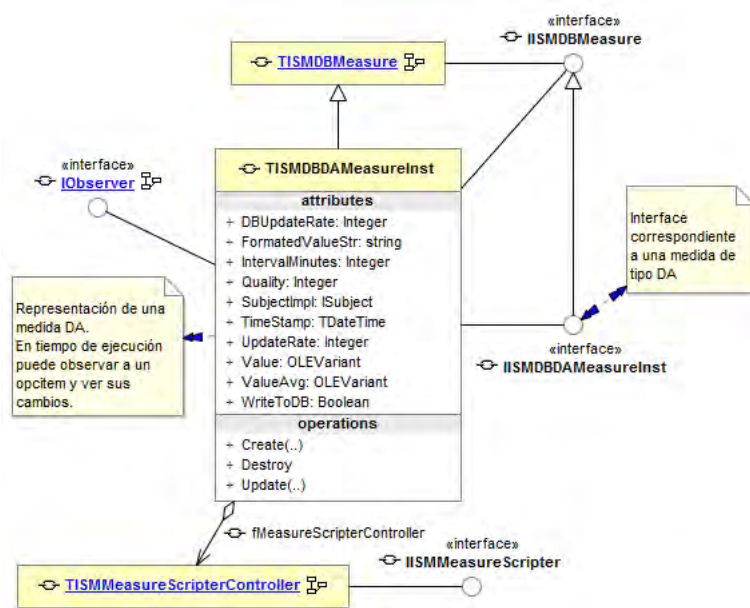 «interface»
IISMDBMeasure
TISMDBMeasure
TISMDBDAMeasureInst
attributes
+ DBUpdateRate: Integer
+ FormatedValueStr: string
+ IntervalMinutes: Integer
+ Quality: Integer
+ SubjectImpl: ISubject
+ TimeStamp: TDateTime
+ UpdateRate: Integer
+ Value: OLEVariant
+ ValueAvg: OLEVariant
+ WriteToDB: Boolean
operations
+ Create(..)
+ Destroy
+ Update(..)
«interface»
IObserver
Interface
correspondiente
a una medida de
tipo DA
Representación de una
medida DA.
En tiempo de ejecución
puede observar a un
opcitem y ver sus
cambios.
«interface»
IISMDBDAMeasureInst
fMeasureScripterController
TISMMeasureScripterController
«interface»
IISMMeasureScripter